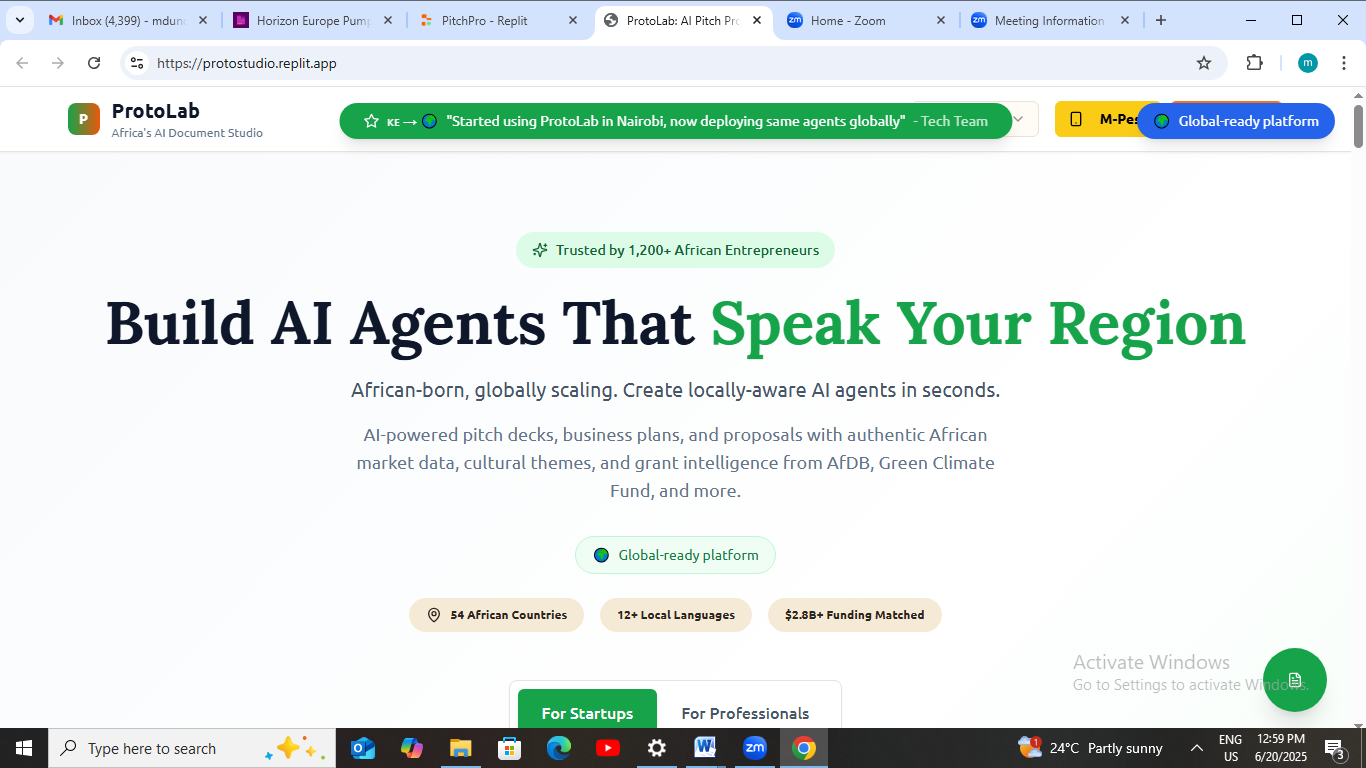 Inbox (4,399) - mdun
Horizon Europe Pump
PitchPro - Replit
ProtoLab: AI Pitch Pro
Home - Zoom
Meeting Information
https://protostudio.replit.app
m
P
ProtoLab
Africa's AI Document Studio
KE → "Started using ProtoLab in Nairobi, now deploying same agents globally" - Tech Team
M-Pes
Global-ready platform
Trusted by 1,200+ African Entrepreneurs
Build AI Agents That Speak Your Region
African-born, globally scaling. Create locally-aware AI agents in seconds.
AI-powered pitch decks, business plans, and proposals with authentic African
market data, cultural themes, and grant intelligence from AfDB, Green Climate
Fund, and more.
Global-ready platform
54 African Countries
12+ Local Languages
$2.8B+ Funding Matched
Activate Windows
Go to Settings to activate Windows.
For Startups
For Professionals
Type here to search
zm
1
24°C Partly sunny
ENG
US
12:59 PM
6/20/2025
3